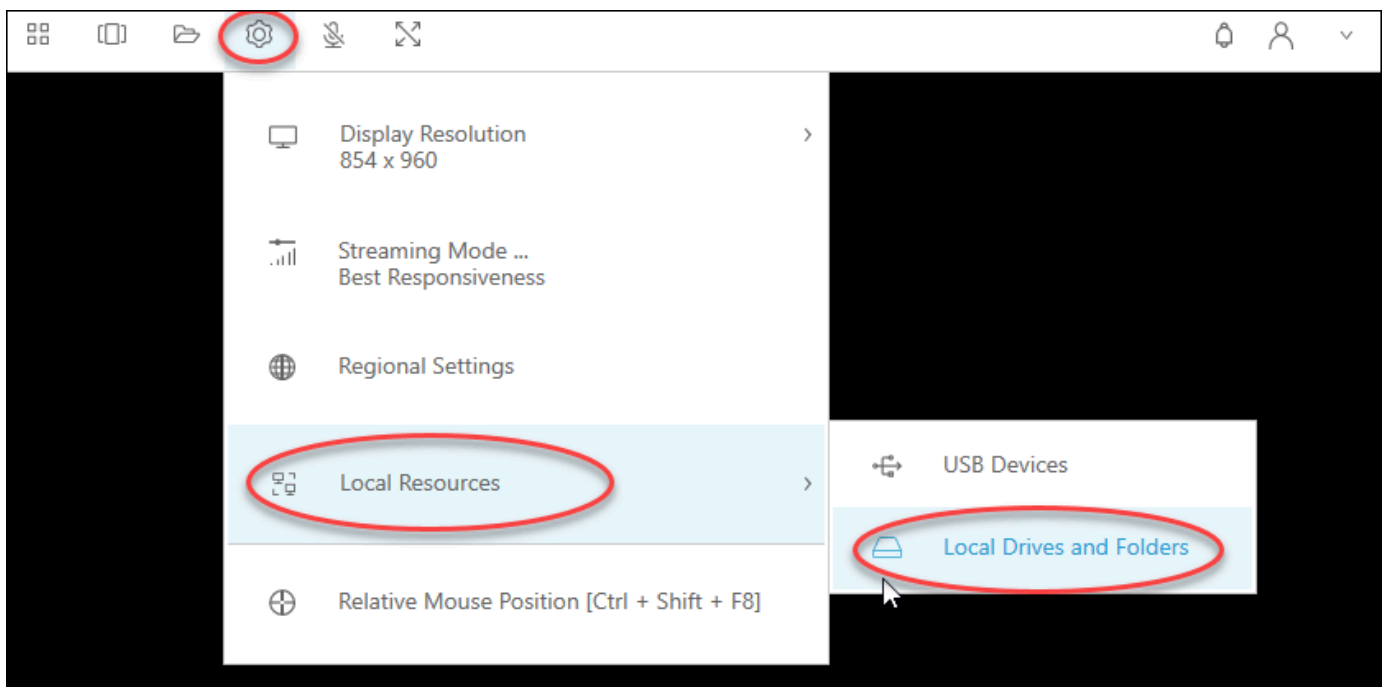 Display Resolution
854 x 960
Streaming Mode ...
Best Responsiveness
Regional Settings
Local Resources
USB Devices
Local Drives and Folders
Relative Mouse Position [Ctrl + Shift + F8]